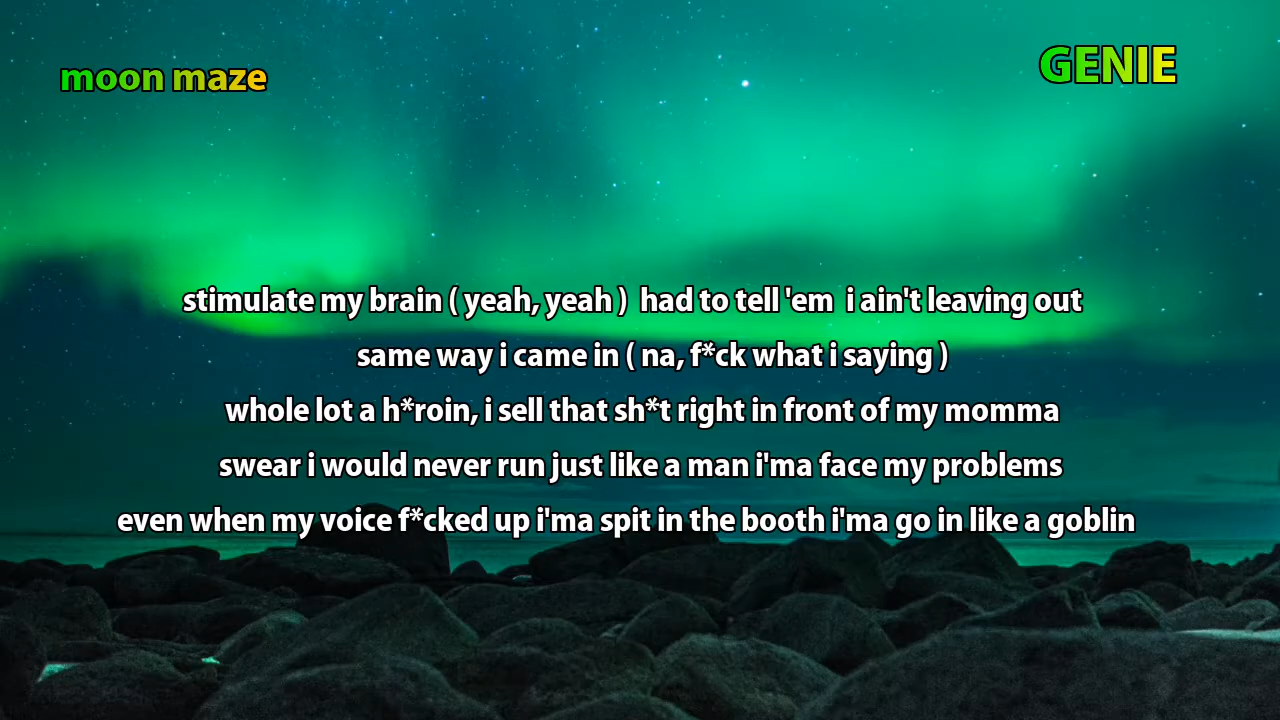 moon maze
GENIE
stimulate my brain ( yeah, yeah )  had to tell 'em  i ain't leaving out
same way i came in ( na, f*ck what i saying )
whole lot a h*roin, i sell that sh*t right in front of my momma
swear i would never run just like a man i'ma face my problems
even when my voice f*cked up i'ma spit in the booth i'ma go in like a goblin